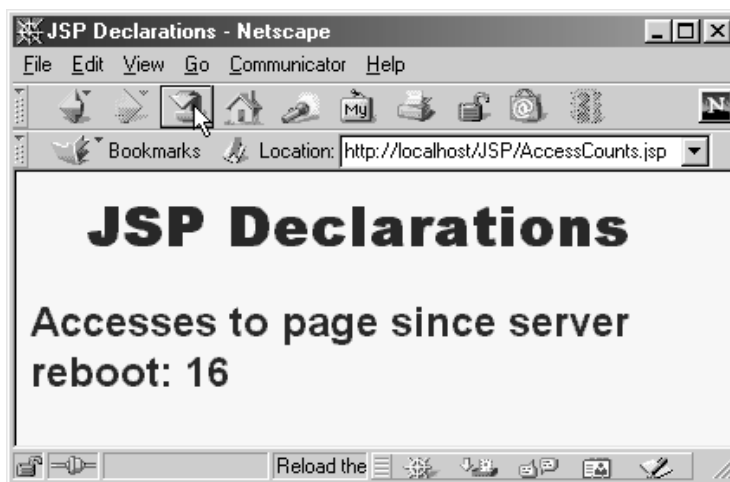 JSP Declarations - Netscape
File Edit View Go Communicator Help
My
N
Bookmarks Location: http://localhost/JSP/AccessCounts.jsp
JSP Declarations
Accesses to page since server
reboot: 16
Reload the